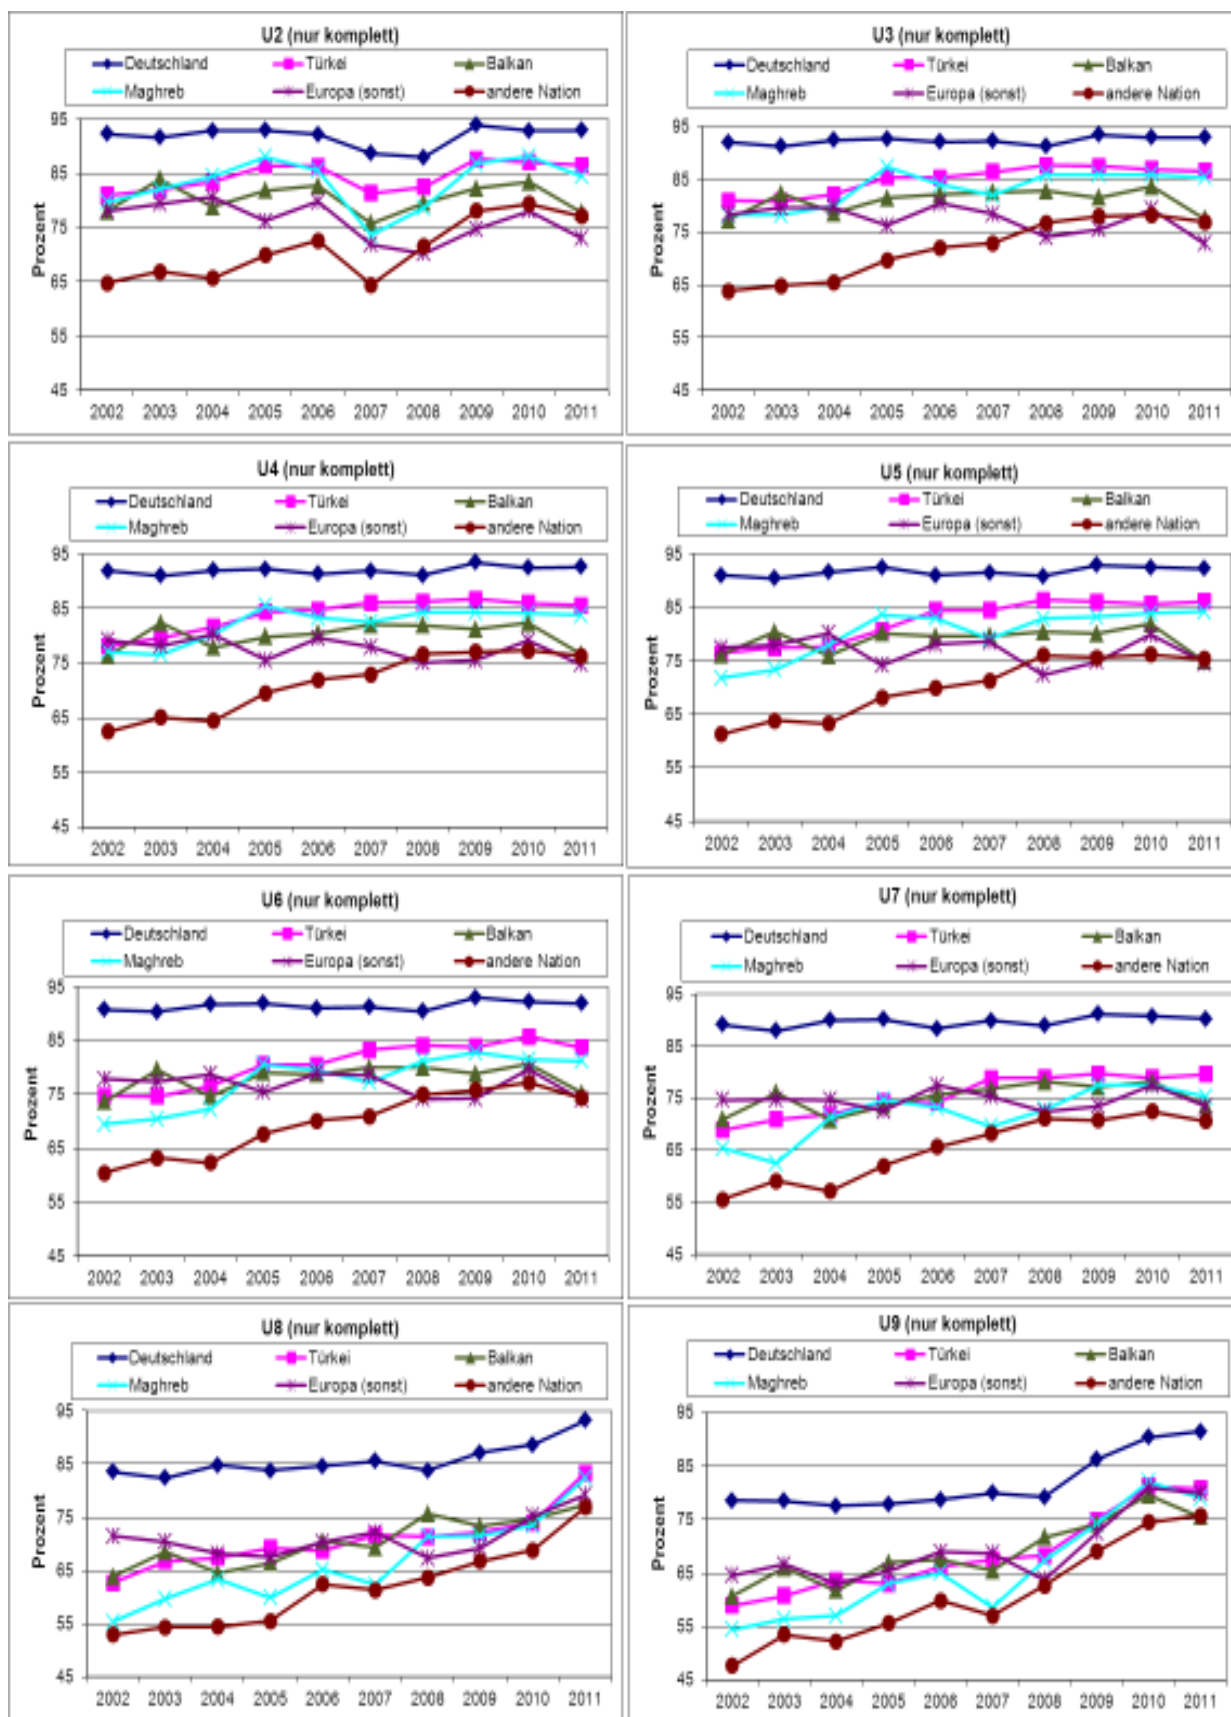 U2 (nur komplett)
Deutschland Türkei Balkan
Maghreb Europa (sonst) andere Nation
95
85
75
65
55
45
Prozent
2002 2003 2004 2005 2006 2007 2008 2009 2010 2011
U3 (nur komplett)
Deutschland Türkei Balkan
Maghreb Europa (sonst) andere Nation
95
85
75
65
55
45
Prozent
2002 2003 2004 2005 2006 2007 2008 2009 2010 2011
U4 (nur komplett)
Deutschland Türkei Balkan
Maghreb Europa (sonst) andere Nation
95
85
75
65
55
45
Prozent
2002 2003 2004 2005 2006 2007 2008 2009 2010 2011
U5 (nur komplett)
Deutschland Türkei Balkan
Maghreb Europa (sonst) andere Nation
95
85
75
65
55
45
Prozent
2002 2003 2004 2005 2006 2007 2008 2009 2010 2011
U6 (nur komplett)
Deutschland Türkei Balkan
Maghreb Europa (sonst) andere Nation
95
85
75
65
55
45
Prozent
2002 2003 2004 2005 2006 2007 2008 2009 2010 2011
U7 (nur komplett)
Deutschland Türkei Balkan
Maghreb Europa (sonst) andere Nation
95
85
75
65
55
45
Prozent
2002 2003 2004 2005 2006 2007 2008 2009 2010 2011
U8 (nur komplett)
Deutschland Türkei Balkan
Maghreb Europa (sonst) andere Nation
95
85
75
65
55
45
Prozent
2002 2003 2004 2005 2006 2007 2008 2009 2010 2011
U9 (nur komplett)
Deutschland Türkei Balkan
Maghreb Europa (sonst) andere Nation
95
85
75
65
55
45
Prozent
2002 2003 2004 2005 2006 2007 2008 2009 2010 2011